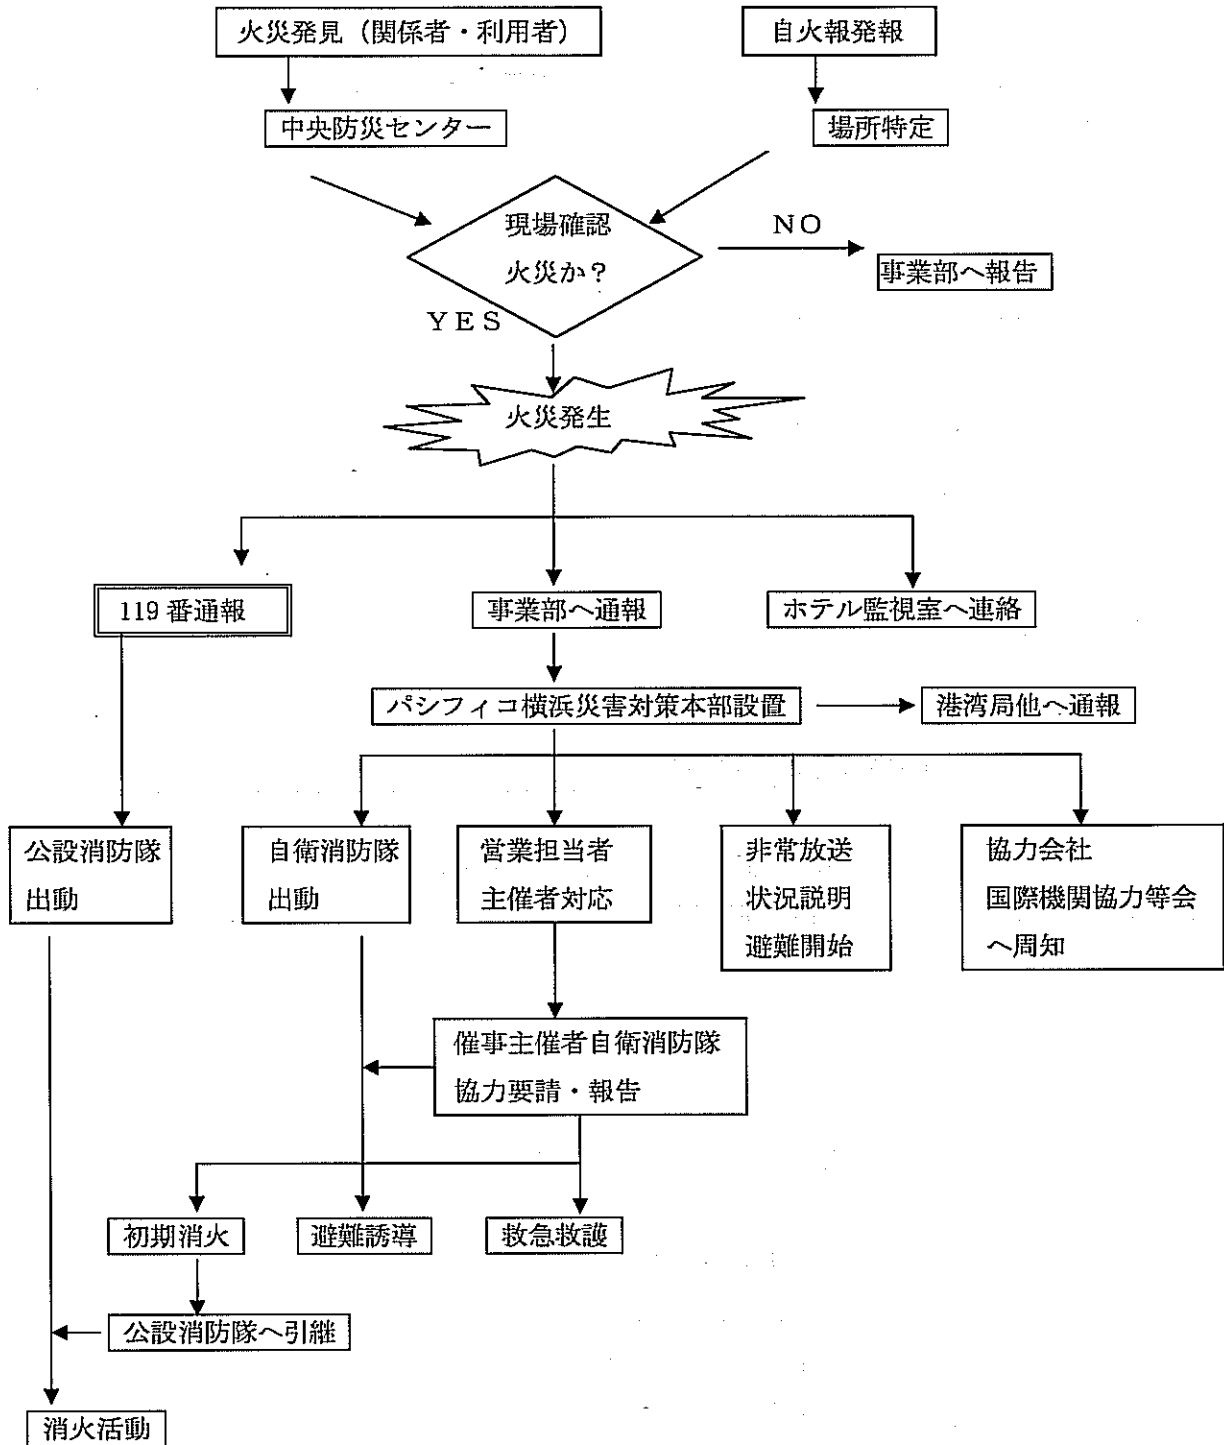 火災発見（関係者・利用者）
自火報発報
中央防災センター
場所特定
現場確認
火災か？
NO
事業部へ報告
YES
火災発生
119番通報
事業部へ通報
ホテル監視室へ連絡
パシフィコ横浜災害対策本部設置
港湾局他へ通報
公設消防隊
出動
自衛消防隊
出動
営業担当者
主催者対応
非常放送
状況説明
避難開始
協力会社
国際機関協力等会
へ周知
催事主催者自衛消防隊
協力要請・報告
初期消火
避難誘導
救急救護
公設消防隊へ引継
消火活動